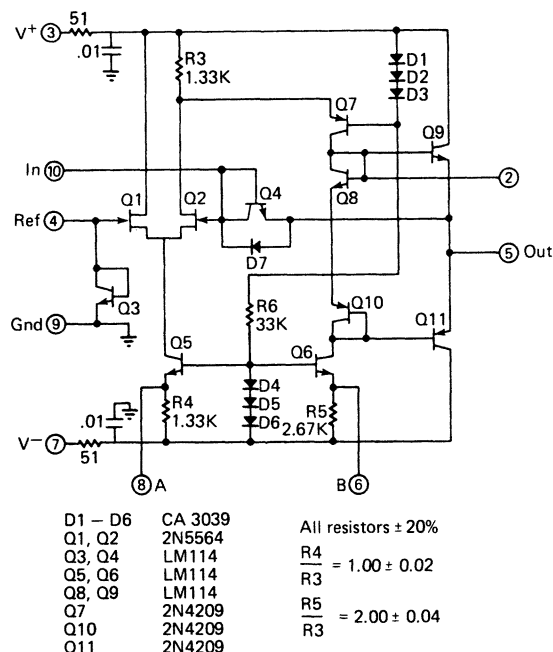 51
V+ ③
.01
R3
1.33K
D1
D2
D3
Q7
Q9
In ⑩
Q1
Q2
Q4
Q8
②
Ref ④
D7
⑤ Out
Q3
R6
33K
Q10
Q11
Gnd ⑨
Q5
Q6
D4
D5
D6
R4
1.33K
R5
2.67K
.01
V− ⑦
51
⑧ A
B ⑥
D1 – D6 CA 3039
Q1, Q2 2N5564
Q3, Q4 LM114
Q5, Q6 LM114
Q8, Q9 LM114
Q7 2N4209
Q10 2N4209
Q11 2N4209
All resistors ± 20%
R4
R3 = 1.00 ± 0.02
R5
R3 = 2.00 ± 0.04